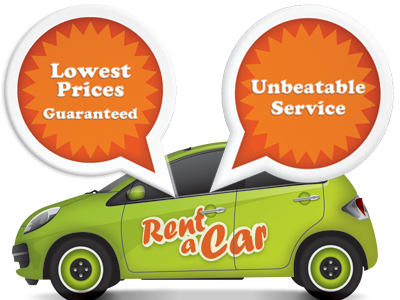 Lowest
Prices
Guaranteed
Unbeatable
Service
Rent
a Car